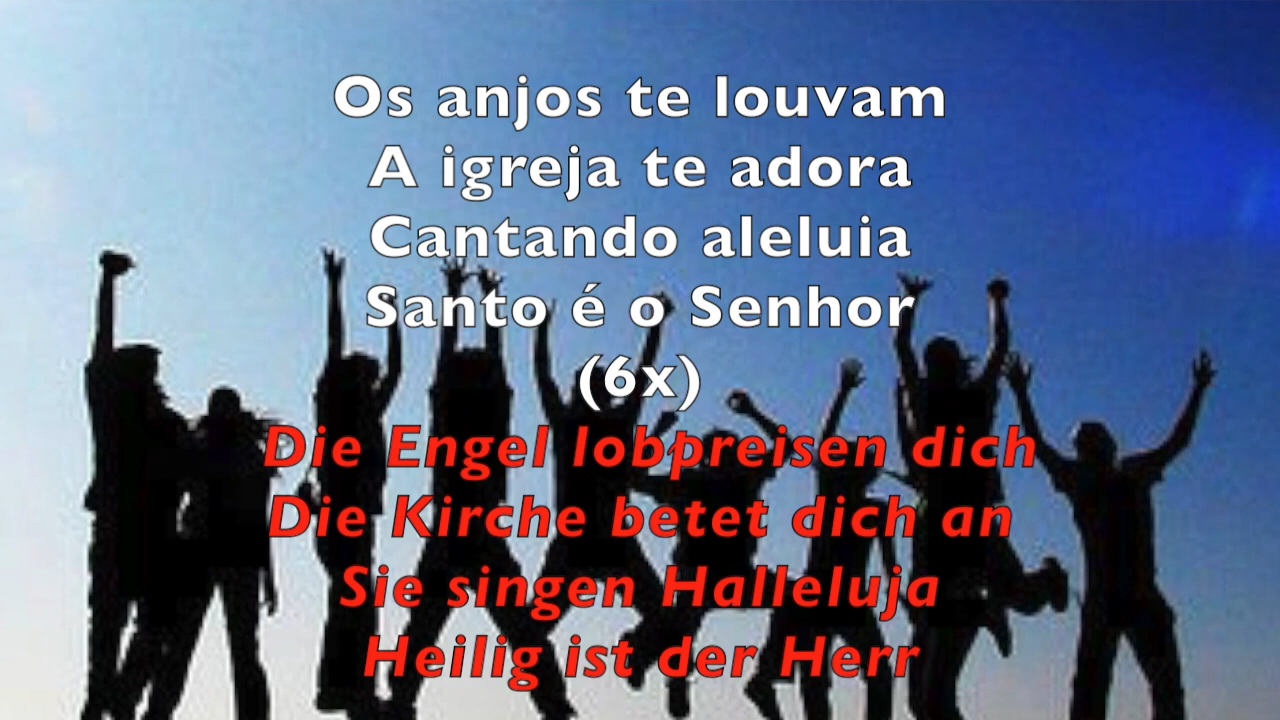 Os anjos te louvam
A igreja te adora
Cantando aleluia
Santo é o Senhor
(6x)
Die Engel lobpreisen dich
Die Kirche betet dich an
Sie singen Halleluja
Heilig ist der Herr